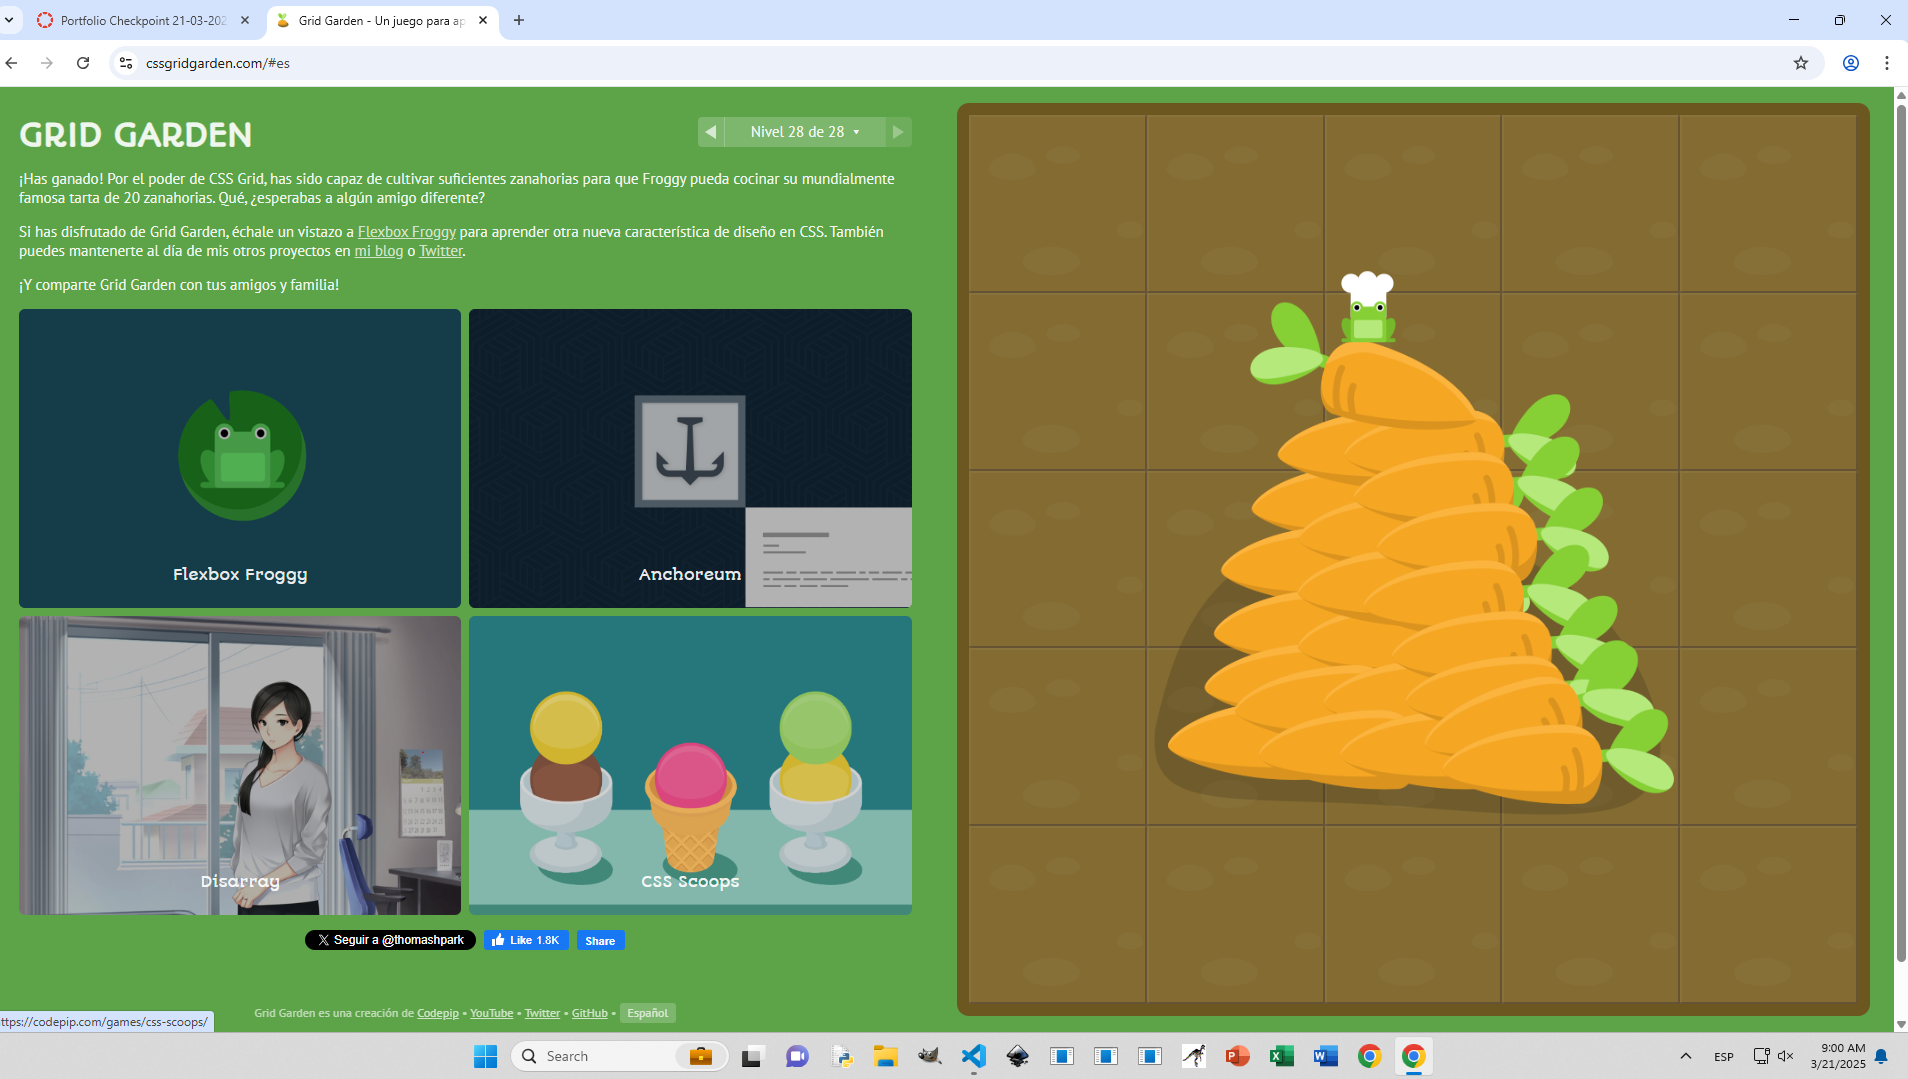 Portfolio Checkpoint 21-03-202
Grid Garden - Un juego para ap
cssgridgarden.com/#es
GRID GARDEN
Nivel 28 de 28
¡Has ganado! Por el poder de CSS Grid, has sido capaz de cultivar suficientes zanahorias para que Froggy pueda cocinar su mundialmente
famosa tarta de 20 zanahorias. Qué, ¿esperabas a algún amigo diferente?
Si has disfrutado de Grid Garden, échale un vistazo a Flexbox Froggy para aprender otra nueva característica de diseño en CSS. También
puedes mantenerte al día de mis otros proyectos en mi blog o Twitter.
¡Y comparte Grid Garden con tus amigos y familia!
Flexbox Froggy
Anchoreum
Disarray
CSS Scoops
Seguir a @thomashpark
Like 1.8K
Share
Grid Garden es una creación de Codepip • YouTube • Twitter • GitHub • Español
ttps://codepip.com/games/css-scoops/
Search
ESP
9:00 AM
3/21/2025